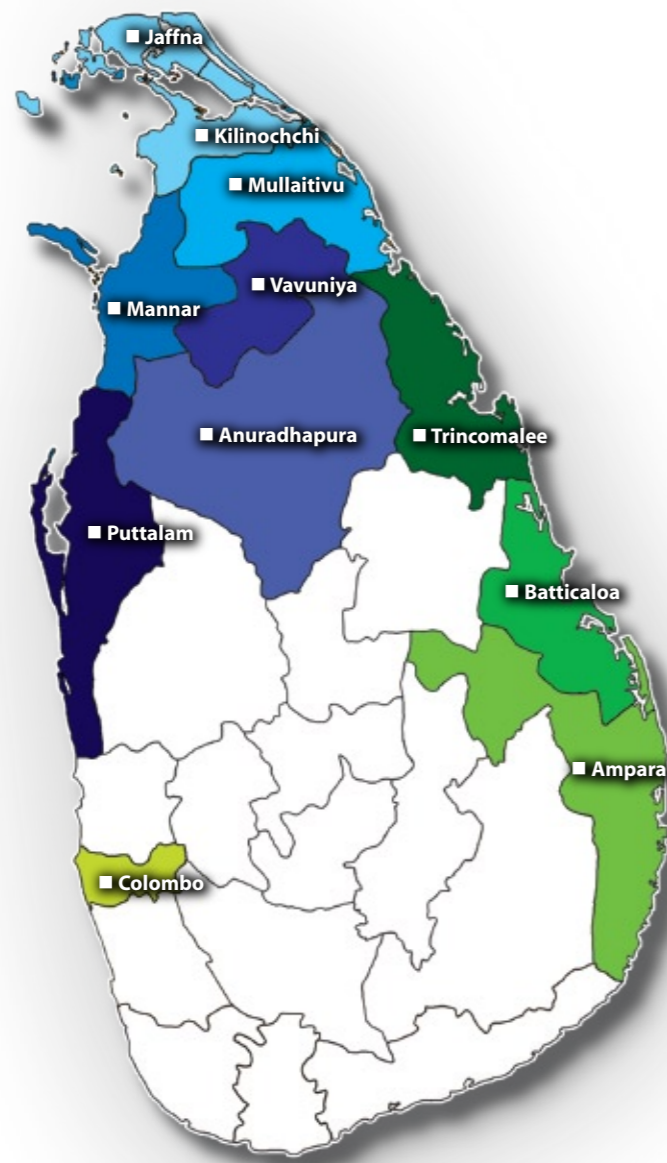 Jaffna
Kilinochchi
Mullaitivu
Vavuniya
Mannar
Anuradhapura
Trincomalee
Puttalam
Batticaloa
Ampara
Colombo